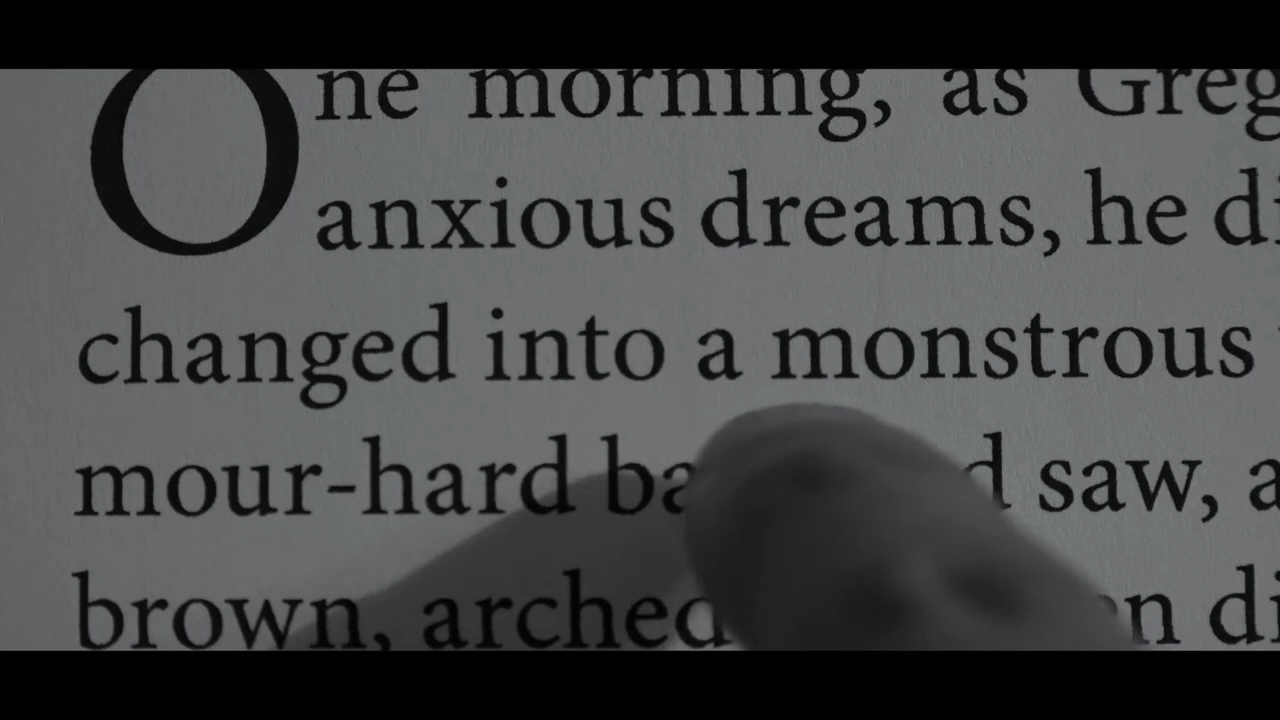 One morning, as Greg
anxious dreams, he di
changed into a monstrous
mour-hard ba d saw, a
brown, arched n di